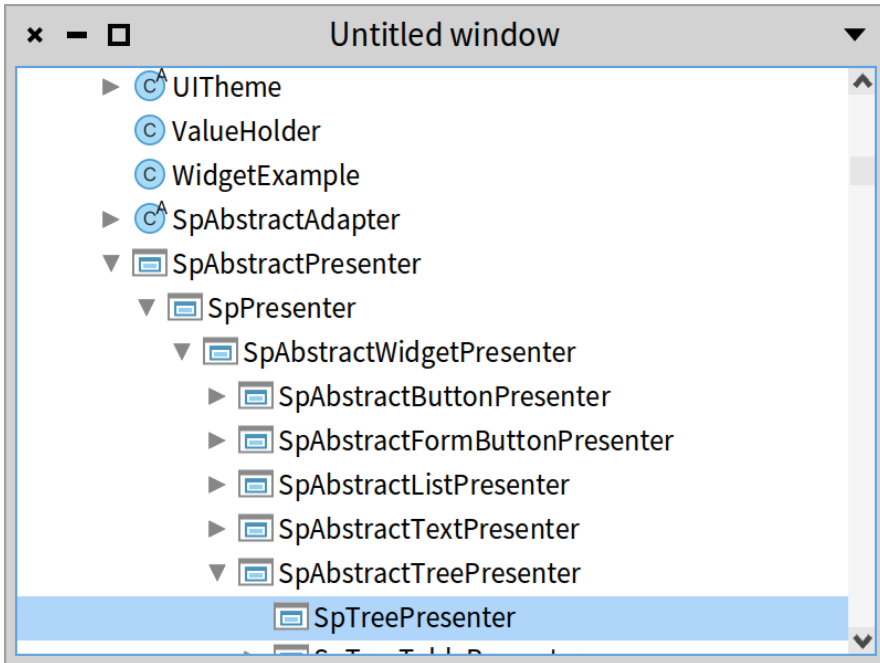 Untitled window
UITheme
ValueHolder
WidgetExample
SpAbstractAdapter
SpAbstractPresenter
SpPresenter
SpAbstractWidgetPresenter
SpAbstractButtonPresenter
SpAbstractFormButtonPresenter
SpAbstractListPresenter
SpAbstractTextPresenter
SpAbstractTreePresenter
SpTreePresenter